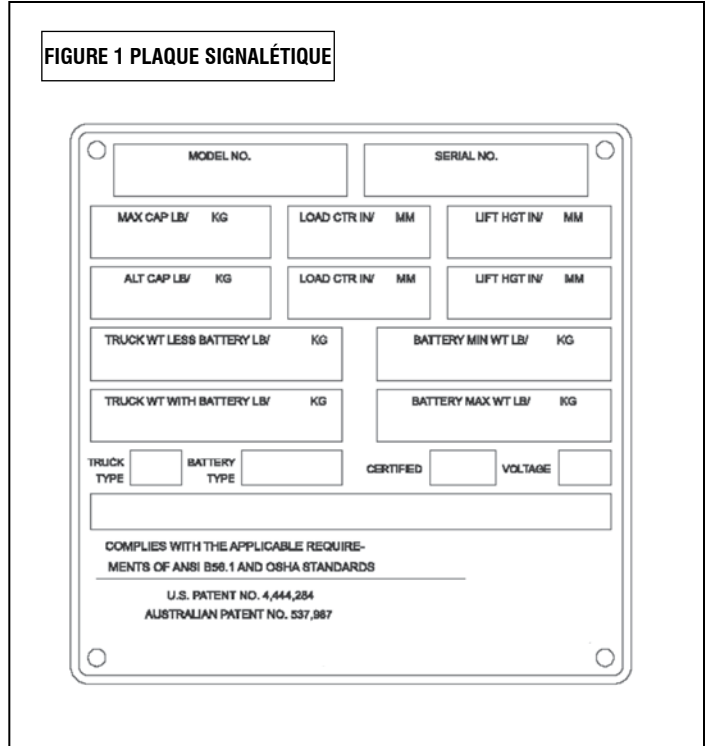 FIGURE 1 PLAQUE SIGNALÉTIQUE
MODEL NO. SERIAL NO.
MAX CAP LB/ KG LOAD CTR IN/ MM LIFT HGT IN/ MM
ALT CAP LB/ KG LOAD CTR IN/ MM LIFT HGT IN/ MM
TRUCK WT LESS BATTERY LB/ KG BATTERY MIN WT LB/ KG
TRUCK WT WITH BATTERY LB/ KG BATTERY MAX WT LB/ KG
TRUCK TYPE BATTERY TYPE CERTIFIED VOLTAGE
COMPLIES WITH THE APPLICABLE REQUIRE-
MENTS OF ANSI B56.1 AND OSHA STANDARDS
U.S. PATENT NO. 4,444,284
AUSTRALIAN PATENT NO. 537,987